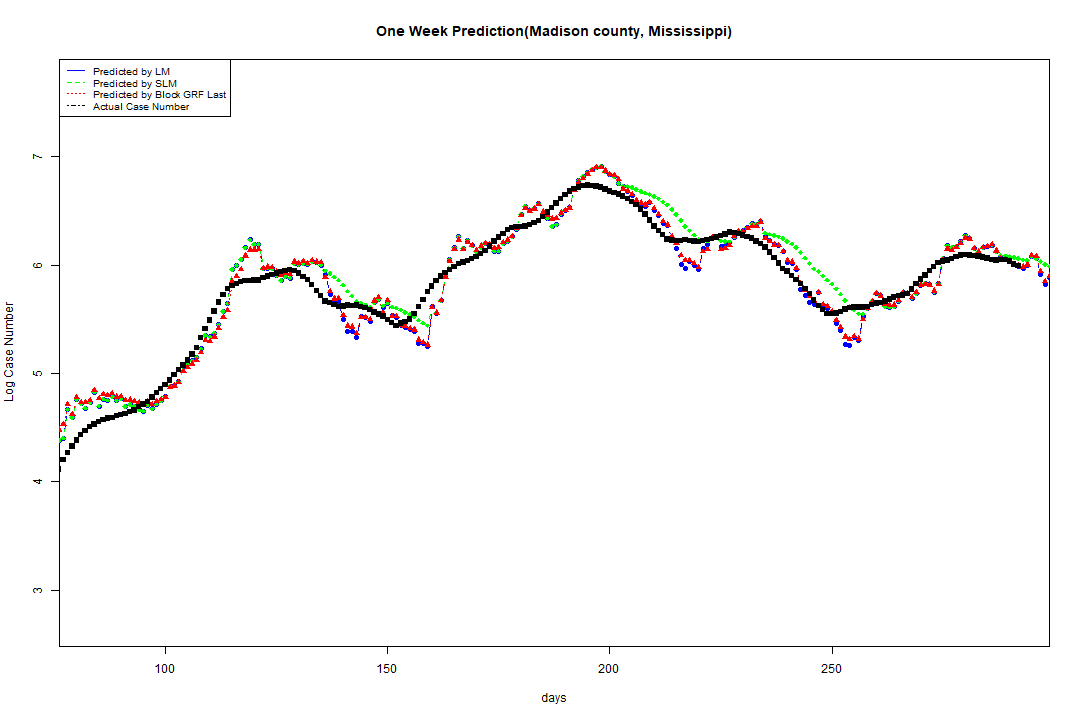 One Week Prediction(Madison county, Mississippi)
Predicted by LM
Predicted by SLM
Predicted by Block GRF Last
Actual Case Number
7
6
5
4
3
Log Case Number
100 150 200 250
days